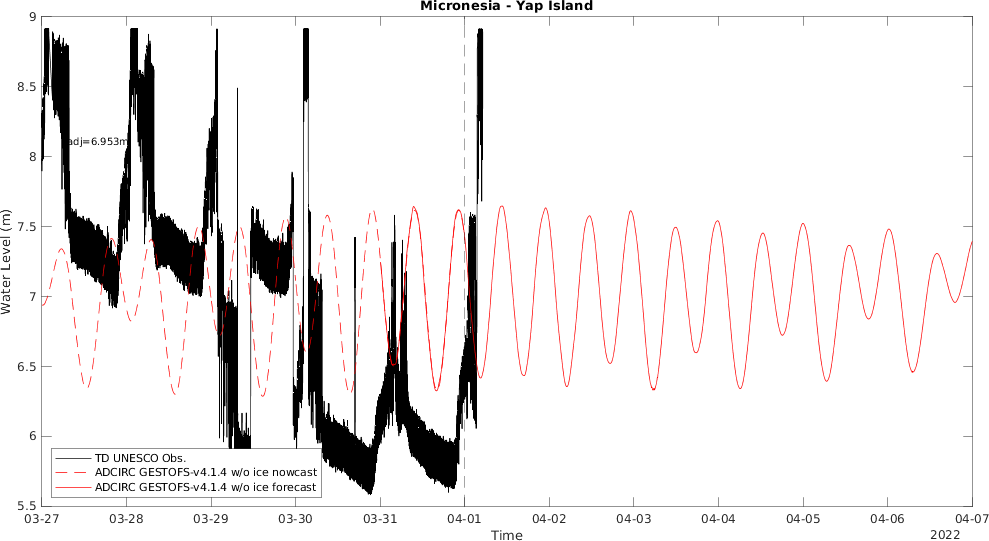 Micronesia - Yap Island
9
8.5
8
7.5
7
6.5
6
5.5
Water Level (m)
adj=6.953m
TD UNESCO Obs.
ADCIRC GESTOFS-v4.1.4 w/o ice nowcast
ADCIRC GESTOFS-v4.1.4 w/o ice forecast
03-27 03-28 03-29 03-30 03-31 04-01 04-02 04-03 04-04 04-05 04-06 04-07
Time
2022